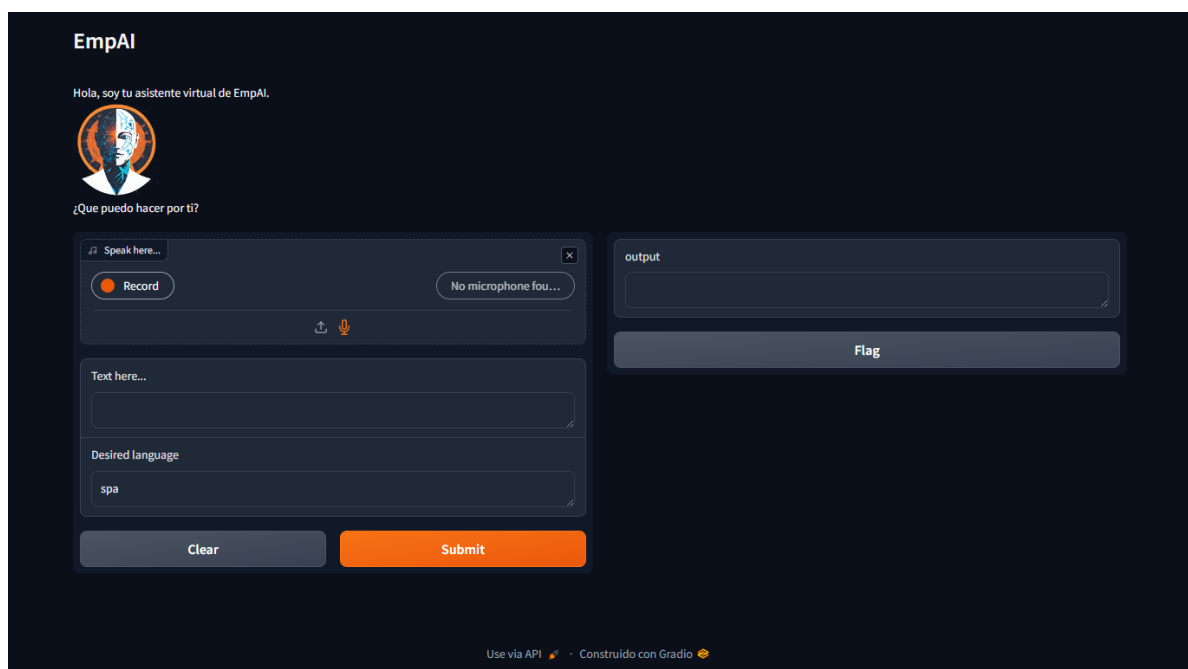 EmpAI
Hola, soy tu asistente virtual de EmpAI.
¿Que puedo hacer por ti?
Speak here...
Record
No microphone fou...
Text here...
Desired language
spa
Clear
Submit
output
Flag
Use via API · Construido con Gradio